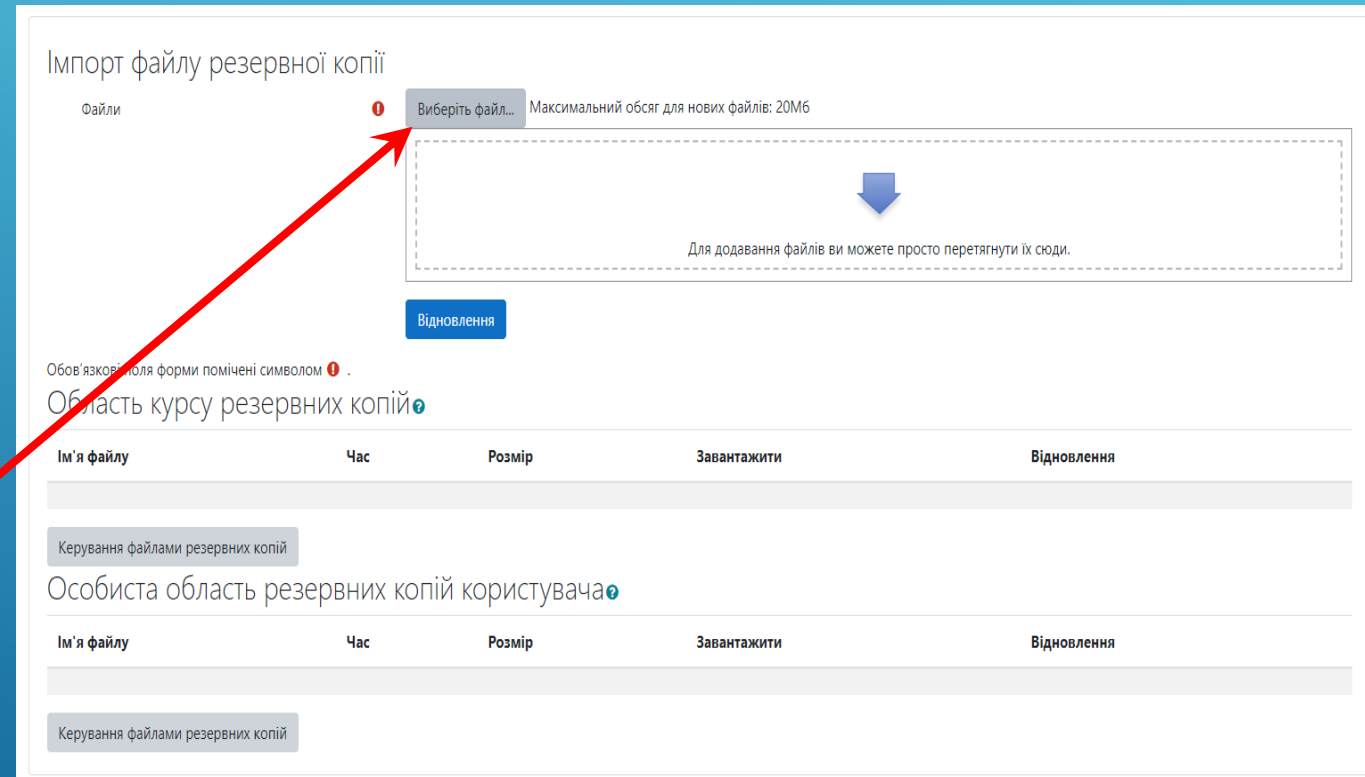 Імпорт файлу резервної копії
Файли Виберіть файл... Максимальний обсяг для нових файлів: 20Мб
Для додавання файлів ви можете просто перетягнути їх сюди.
Відновлення
Обов'язкові поля форми помічені символом .
Область курсу резервних копій
Ім'я файлу Час Розмір Завантажити Відновлення
Керування файлами резервних копій
Особиста область резервних копій користувача
Ім'я файлу Час Розмір Завантажити Відновлення
Керування файлами резервних копій